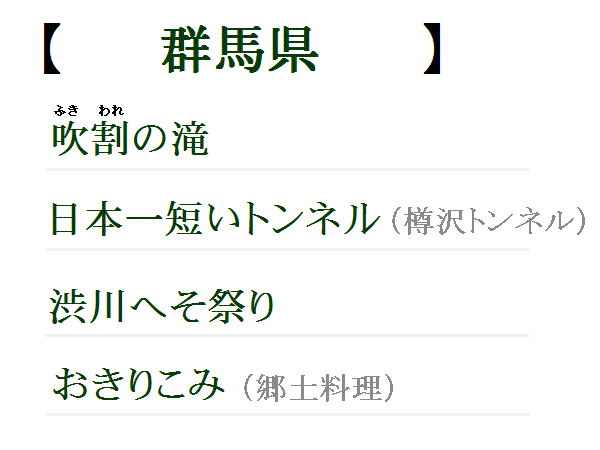 【 群馬県 】
ふき われ
吹割の滝
日本一短いトンネル（樽沢トンネル）
渋川へそ祭り
おきりこみ（郷土料理）